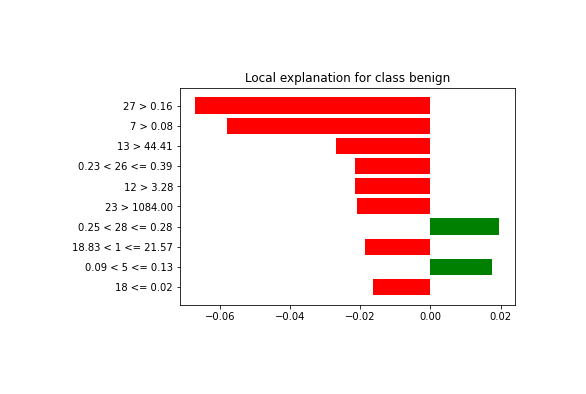 Local explanation for class benign
27 > 0.16
7 > 0.08
13 > 44.41
0.23 < 26 <= 0.39
12 > 3.28
23 > 1084.00
0.25 < 28 <= 0.28
18.83 < 1 <= 21.57
0.09 < 5 <= 0.13
18 <= 0.02
−0.06 −0.04 −0.02 0.00 0.02